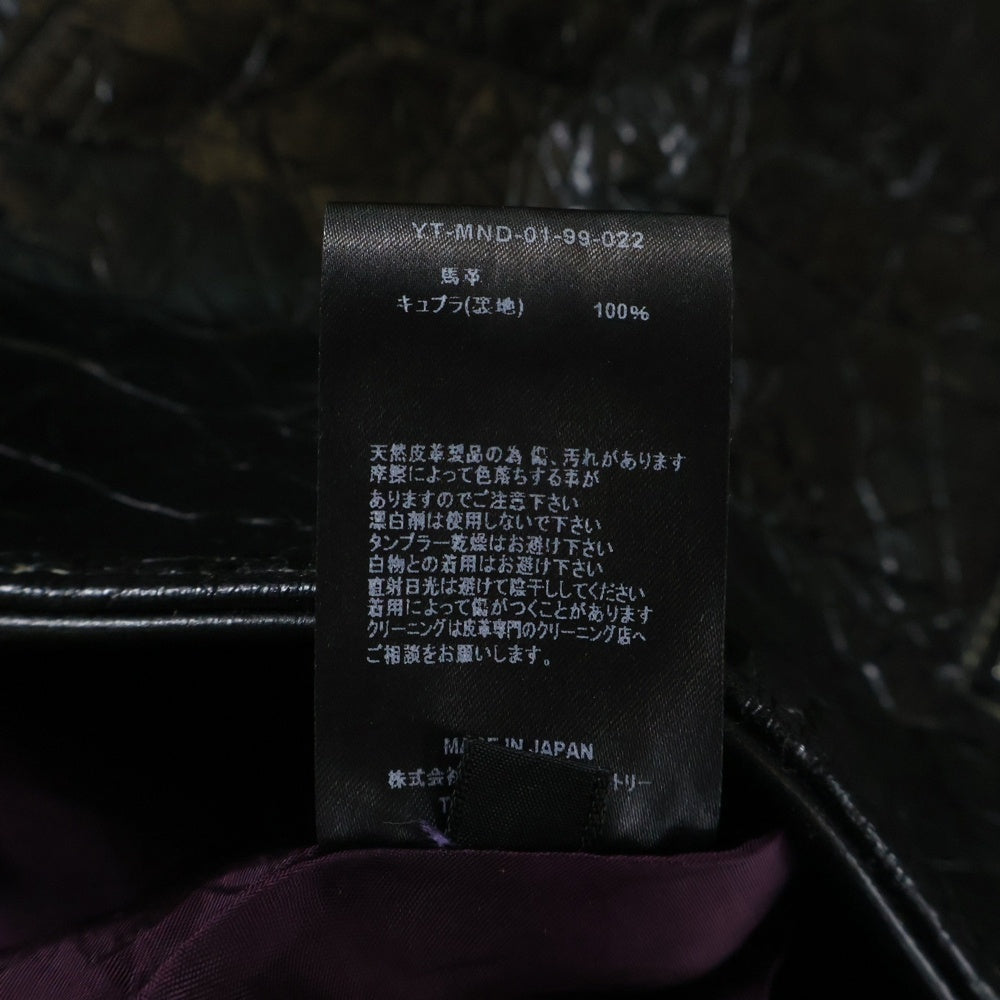 YT-MND-01-99-022
馬革
キュプラ(裏地) 100%
天然皮革製品の為 傷、汚れがあります
摩擦によって色落ちする事が
ありますのでご注意下さい
漂白剤は使用しないで下さい
タンブラー乾燥はお避け下さい
白物との着用はお避け下さい
直射日光は避けて陰干ししてください
着用によって傷がつくことがあります
クリーニングは皮革専門のクリーニング店へ
ご相談をお願いします。
IN JAPAN
株式会社